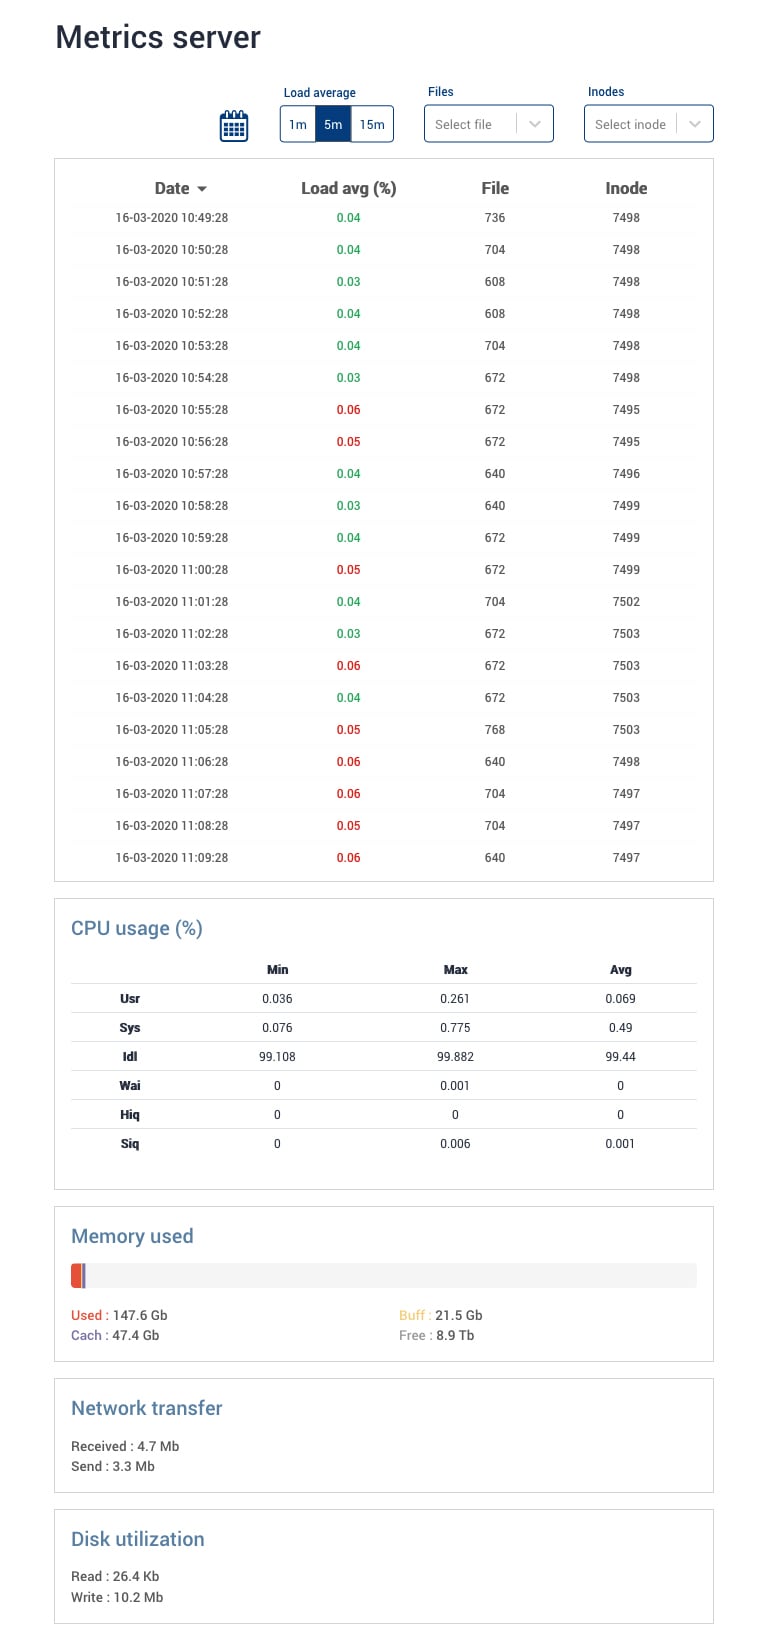 Metrics server
Load average Files Inodes
1m 5m 15m Select file Select inode
Date Load avg (%) File Inode
16-03-2020 10:49:28 0.04 736 7498
16-03-2020 10:50:28 0.04 704 7498
16-03-2020 10:51:28 0.03 608 7498
16-03-2020 10:52:28 0.04 608 7498
16-03-2020 10:53:28 0.04 704 7498
16-03-2020 10:54:28 0.03 672 7498
16-03-2020 10:55:28 0.06 672 7495
16-03-2020 10:56:28 0.05 672 7495
16-03-2020 10:57:28 0.04 640 7496
16-03-2020 10:58:28 0.03 640 7499
16-03-2020 10:59:28 0.04 672 7499
16-03-2020 11:00:28 0.05 672 7499
16-03-2020 11:01:28 0.04 704 7502
16-03-2020 11:02:28 0.03 672 7503
16-03-2020 11:03:28 0.06 672 7503
16-03-2020 11:04:28 0.04 672 7503
16-03-2020 11:05:28 0.05 768 7503
16-03-2020 11:06:28 0.06 640 7498
16-03-2020 11:07:28 0.06 704 7497
16-03-2020 11:08:28 0.05 704 7497
16-03-2020 11:09:28 0.06 640 7497
CPU usage (%)
Min Max Avg
Usr 0.036 0.261 0.069
Sys 0.076 0.775 0.49
Idl 99.108 99.882 99.44
Wai 0 0.001 0
Hiq 0 0 0
Siq 0 0.006 0.001
Memory used
Used : 147.6 Gb Buff : 21.5 Gb
Cach : 47.4 Gb Free : 8.9 Tb
Network transfer
Received : 4.7 Mb
Send : 3.3 Mb
Disk utilization
Read : 26.4 Kb
Write : 10.2 Mb